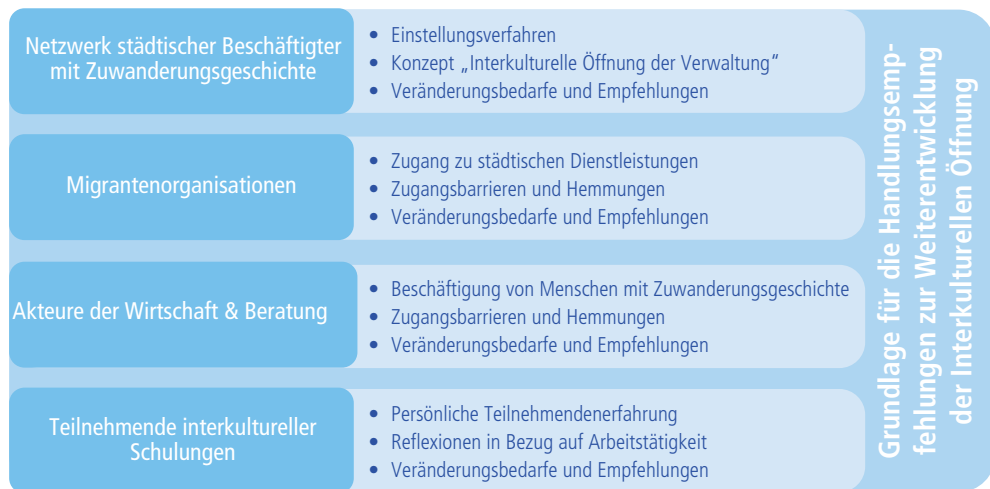 Netzwerk städtischer Beschäftigter
mit Zuwanderungsgeschichte
• Einstellungsverfahren
• Konzept „Interkulturelle Öffnung der Verwaltung“
• Veränderungsbedarfe und Empfehlungen
Migrantenorganisationen
• Zugang zu städtischen Dienstleistungen
• Zugangsbarrieren und Hemmungen
• Veränderungsbedarfe und Empfehlungen
Akteure der Wirtschaft & Beratung
• Beschäftigung von Menschen mit Zuwanderungsgeschichte
• Zugangsbarrieren und Hemmungen
• Veränderungsbedarfe und Empfehlungen
Teilnehmende interkultureller
Schulungen
• Persönliche Teilnehmendenerfahrung
• Reflexionen in Bezug auf Arbeitstätigkeit
• Veränderungsbedarfe und Empfehlungen
Grundlage für die Handlungsemp-
fehlungen zur Weiterentwicklung
der Interkulturellen Öffnung